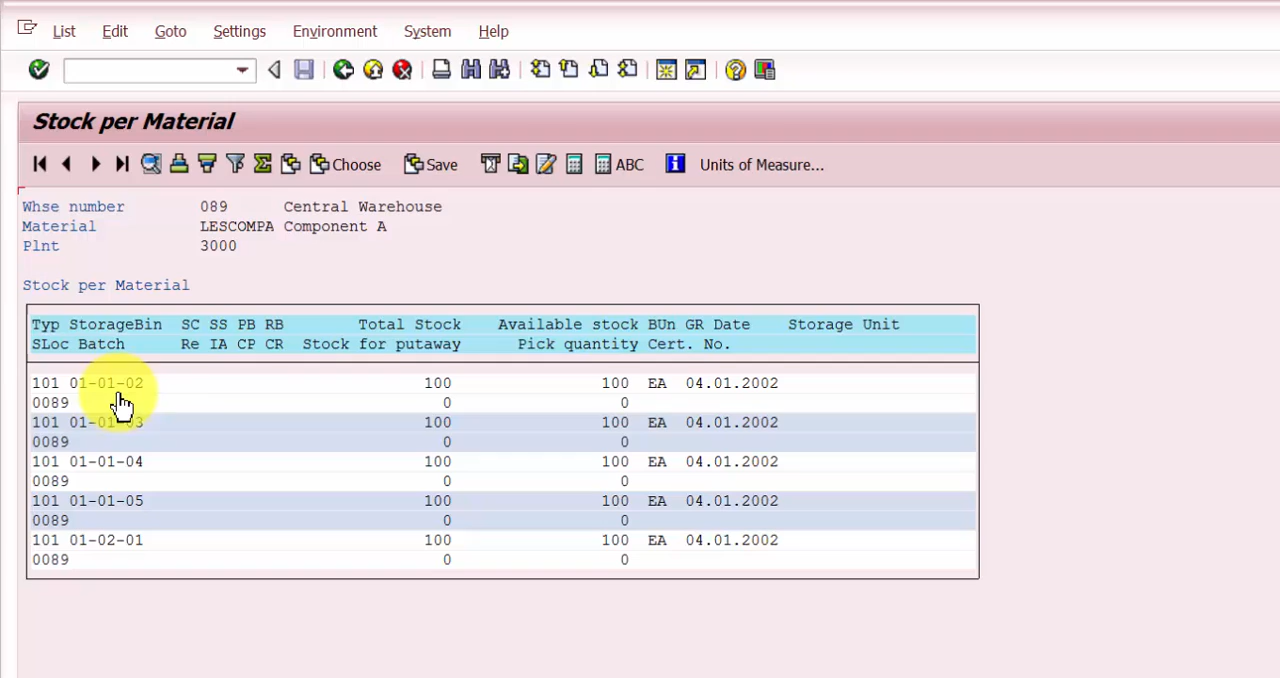 List Edit Goto Settings Environment System Help
Stock per Material
Choose Save ABC Units of Measure...
Whse number 089 Central Warehouse
Material LESCOMPA Component A
Plnt 3000
Stock per Material
Typ StorageBin SC SS PB RB Total Stock Available stock BUn GR Date Storage Unit
SLoc Batch Re IA CP CR Stock for putaway Pick quantity Cert. No.
101 01-01-02 100 100 EA 04.01.2002
0089 0 0
101 01-01-03 100 100 EA 04.01.2002
0089 0 0
101 01-01-04 100 100 EA 04.01.2002
0089 0 0
101 01-01-05 100 100 EA 04.01.2002
0089 0 0
101 01-02-01 100 100 EA 04.01.2002
0089 0 0